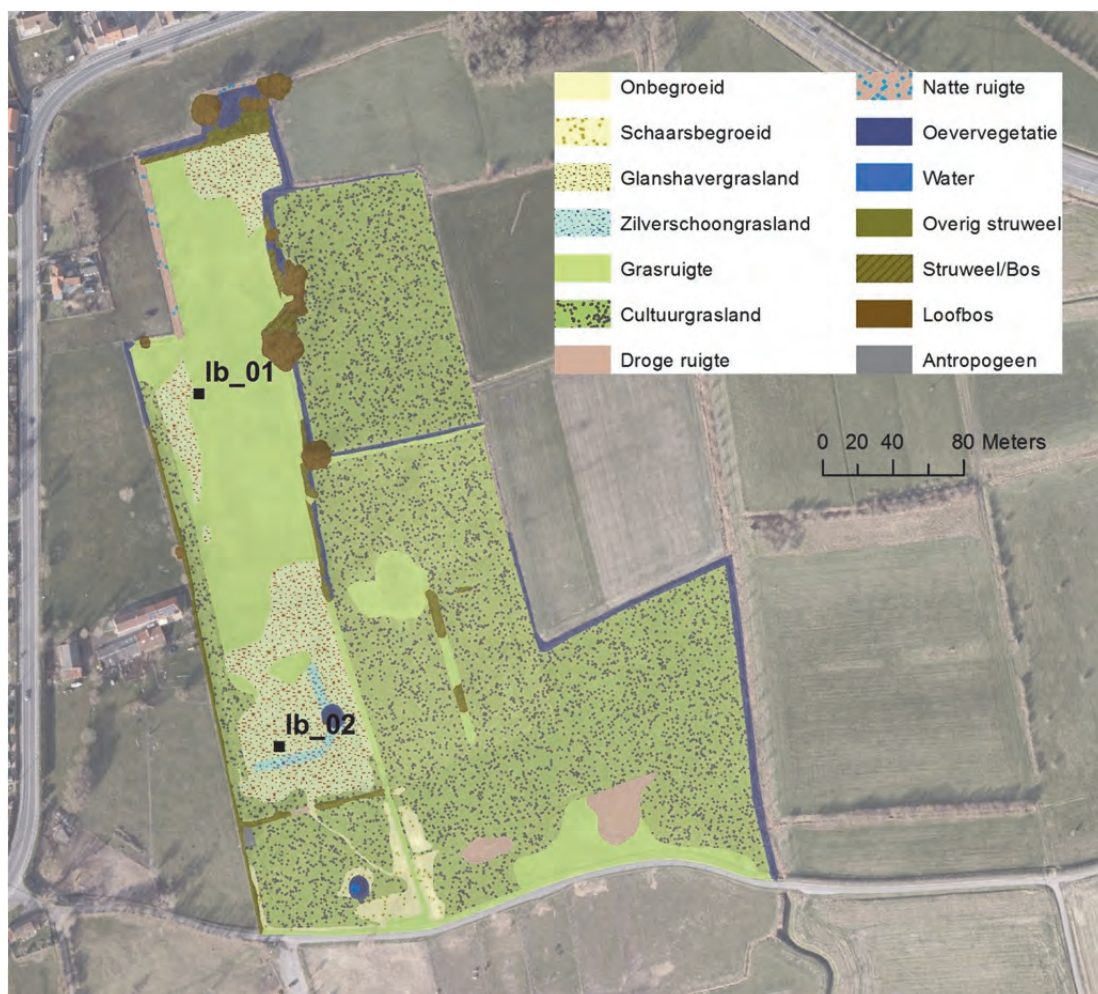 Onbegroeid
Schaarsbegroeid
Glanshavergrasland
Zilverschoongrasland
Grasruigte
Cultuurgrasland
Droge ruigte
Natte ruigte
Oevervegetatie
Water
Overig struweel
Struweel/Bos
Loofbos
Antropogeen
lb_01
0 20 40 80 Meters
lb_02